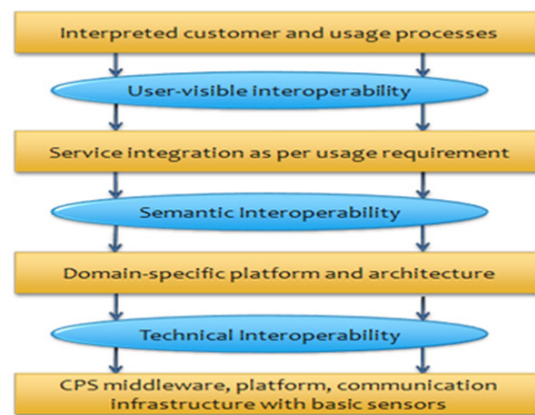 Interpreted customer and usage processes
User-visible interoperability
Service integration as per usage requirement
Semantic Interoperability
Domain-specific platform and architecture
Technical Interoperability
CPS middleware, platform, communication
infrastructure with basic sensors